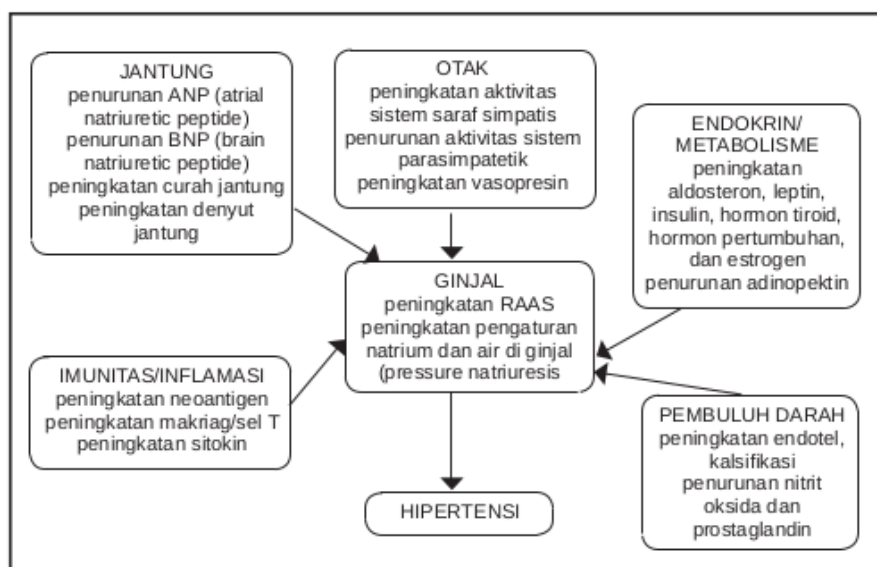 JANTUNG
penurunan ANP (atrial
natriuretic peptide)
penurunan BNP (brain
natriuretic peptide)
peningkatan curah jantung
peningkatan denyut
jantung
OTAK
peningkatan aktivitas
sistem saraf simpatis
penurunan aktivitas sistem
parasimpatetik
peningkatan vasopresin
ENDOKRIN/
METABOLISME
peningkatan
aldosteron, leptin,
insulin, hormon tiroid,
hormon pertumbuhan,
dan estrogen
penurunan adinopektin
GINJAL
peningkatan RAAS
peningkatan pengaturan
natrium dan air di ginjal
(pressure natriuresis
IMUNITAS/INFLAMASI
peningkatan neoantigen
peningkatan makriag/sel T
peningkatan sitokin
PEMBULUH DARAH
peningkatan endotel,
kalsifikasi
penurunan nitrit
oksida dan
prostaglandin
HIPERTENSI